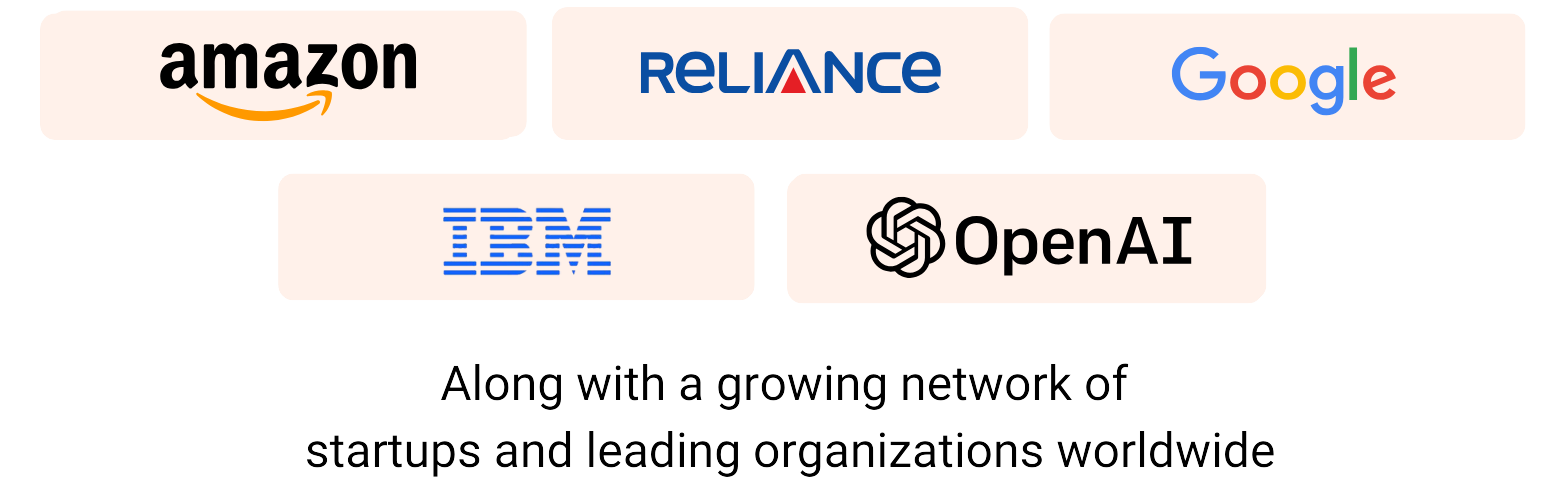 amazon
RELIANCE
Google
IBM
OpenAI
Along with a growing network of
startups and leading organizations worldwide